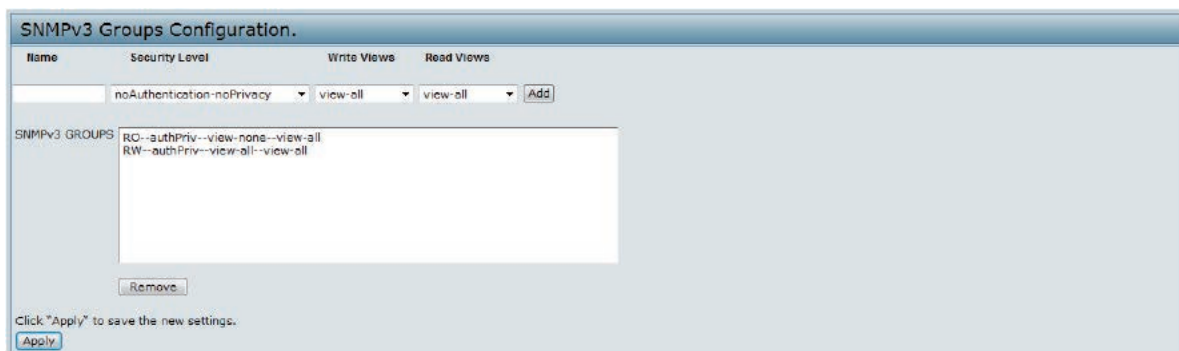 SNMPv3 Groups Configuration.
Name Security Level Write Views Read Views
noAuthentication-noPrivacy view-all view-all Add
SNMPv3 GROUPS
RO--authPriv--view-none--view-all
RW--authPriv--view-all--view-all
Remove
Click "Apply" to save the new settings.
Apply